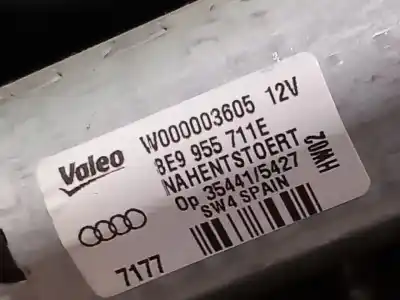 Valeo
W000003605 12V
8E9 955 711E
NAHENTSTOERT
Op 35441/5427
SW4 SPAIN
HW02
7177